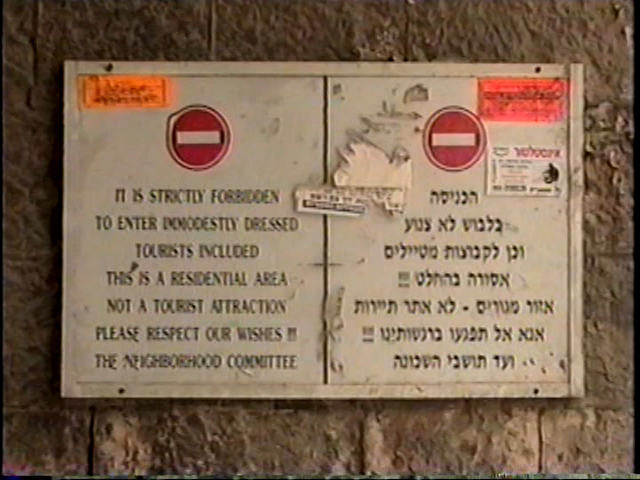 IT IS STRICTLY FORBIDDEN
TO ENTER IMMODESTLY DRESSED
TOURISTS INCLUDED
THIS IS A RESIDENTIAL AREA
NOT A TOURIST ATTRACTION
PLEASE RESPECT OUR WISHES !!!
THE NEIGHBORHOOD COMMITTEE
הכניסה
בלבוש לא צנוע
וכן לקבוצות מטיילים
אסורה בהחלט !!!
אזור מגורים - לא אתר תיירות
אנא אל תפגעו ברגשותינו !!!
ועד תושבי השכונה
אינסטלטור